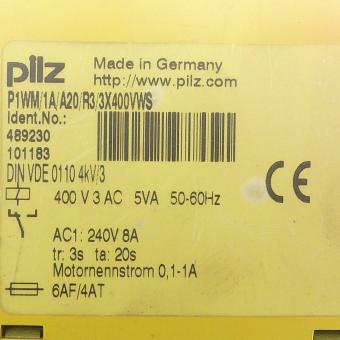 pilz
Made in Germany
http://www.pilz.com
P1WM/1A/A20/R3/3X400VWS
Ident.No.:
489230
101183
DIN VDE 0110 4kV/3
CE
400 V 3 AC 5VA 50-60Hz
AC1: 240V 8A
tr: 3s ta: 20s
Motornennstrom 0,1-1A
6AF/4AT